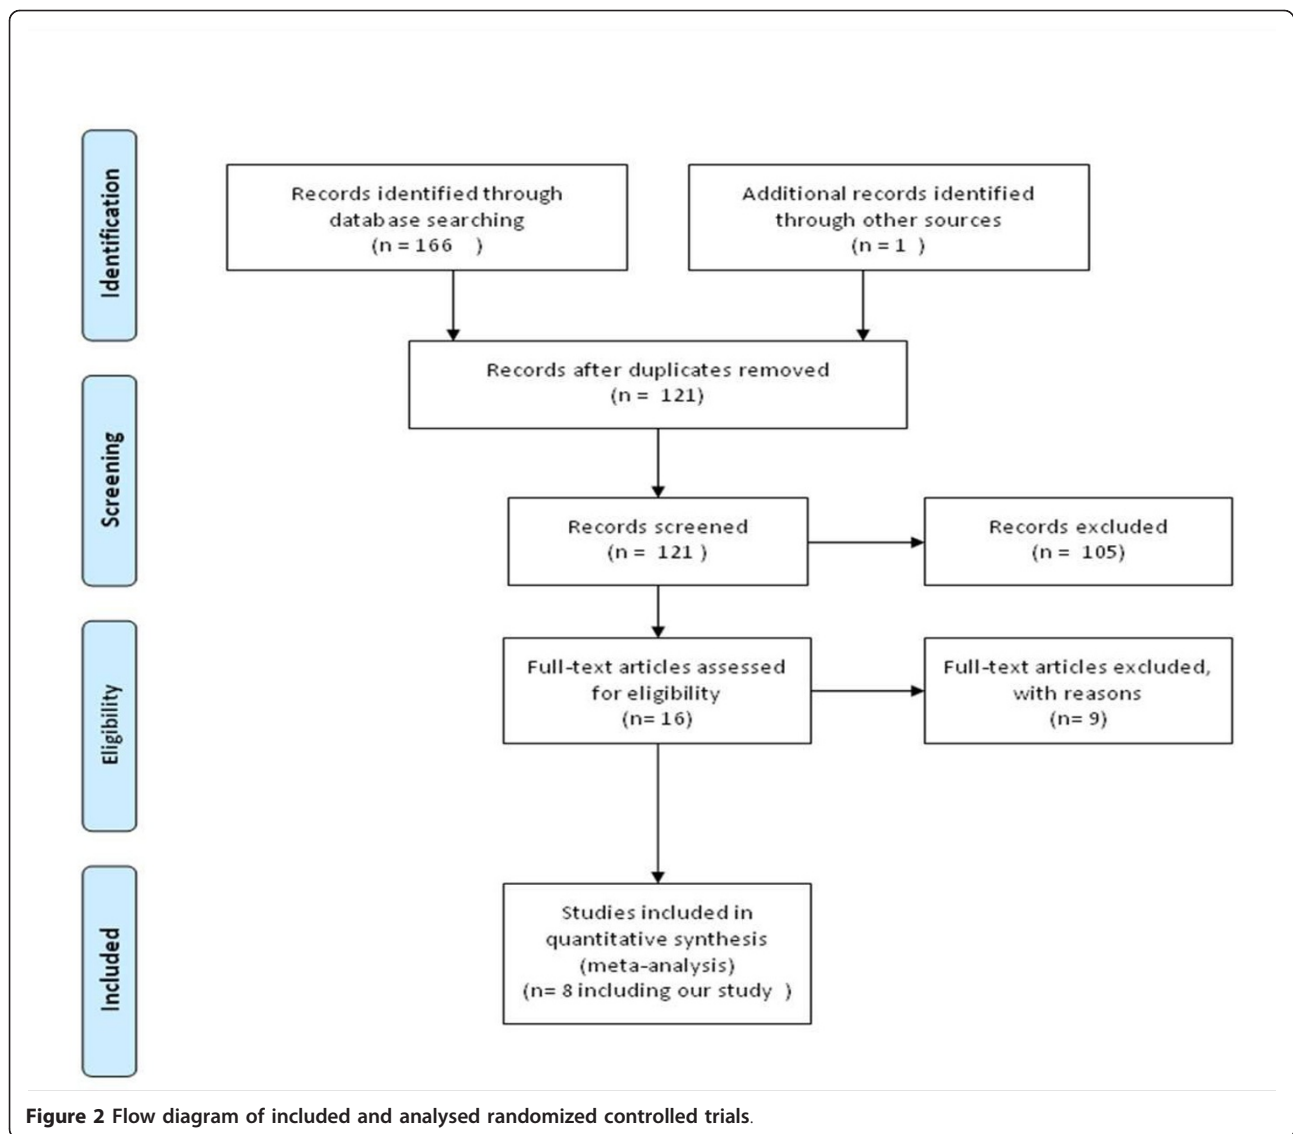 Identification
Records identified through
database searching
(n = 166 )
Additional records identified
through other sources
(n = 1 )
Records after duplicates removed
(n = 121)
Screening
Records screened
(n = 121 )
Records excluded
(n = 105)
Eligibility
Full-text articles assessed
for eligibility
(n= 16)
Full-text articles excluded,
with reasons
(n= 9)
Included
Studies included in
quantitative synthesis
(meta-analysis)
(n= 8 including our study )
Figure 2 Flow diagram of included and analysed randomized controlled trials.